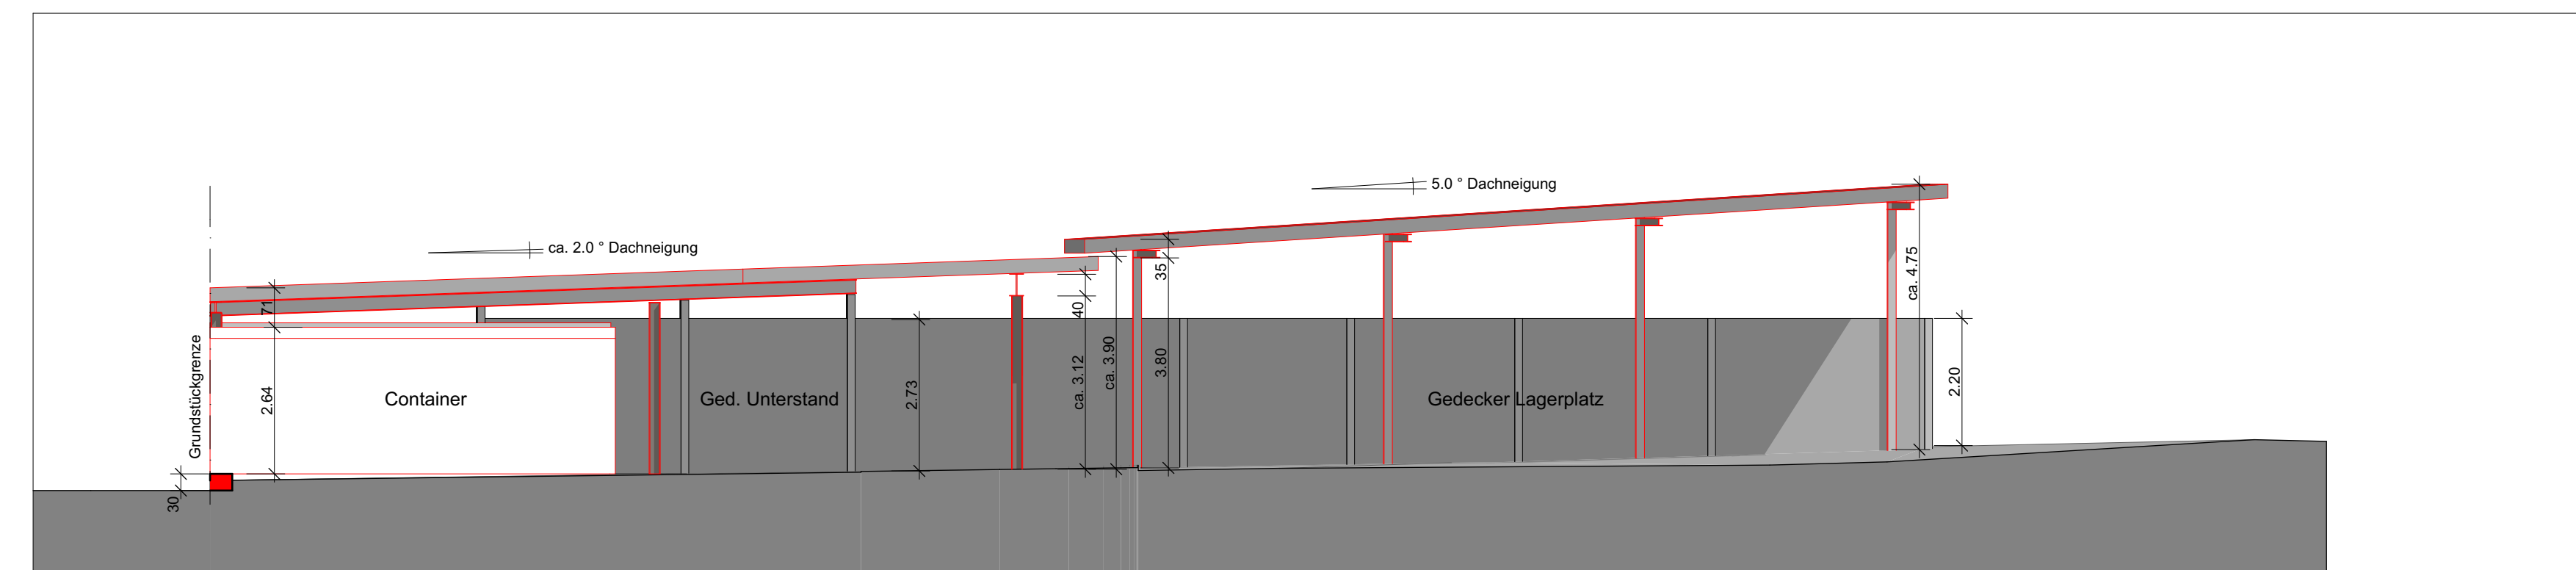 5.0 ° Dachneigung
ca. 2.0 ° Dachneigung
Grundstückgrenze
71
2.64
30
Container
Ged. Unterstand
2.73
40
ca. 3.12
ca. 3.90
35
3.80
Gedecker Lagerplatz
ca. 4.75
2.20